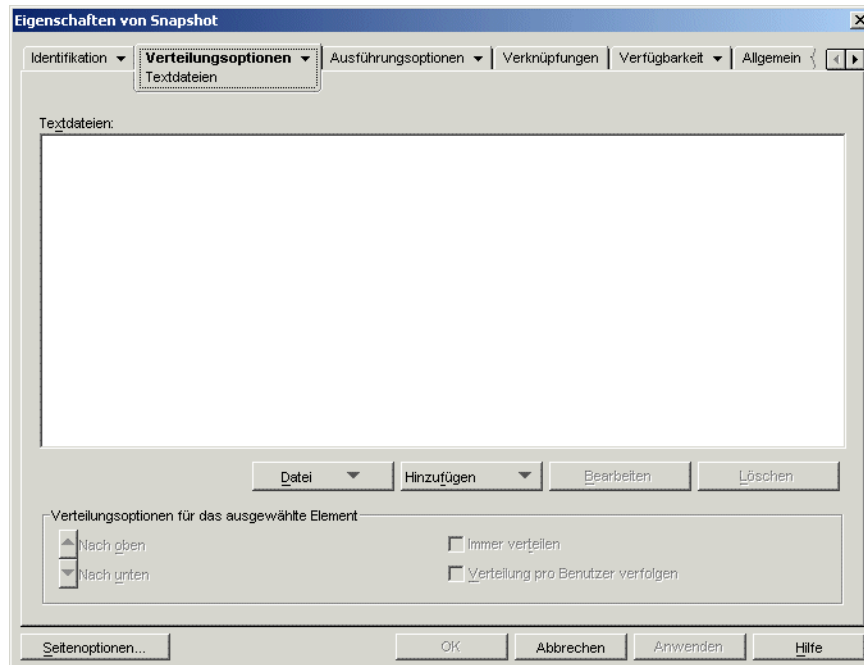 Eigenschaften von Snapshot
Identifikation Verteilungsoptionen Ausführungsoptionen Verknüpfungen Verfügbarkeit Allgemein
Textdateien
Textdateien:
Datei Hinzufügen Bearbeiten Löschen
Verteilungsoptionen für das ausgewählte Element
Nach oben Immer verteilen
Nach unten Verteilung pro Benutzer verfolgen
Seitenoptionen... OK Abbrechen Anwenden Hilfe